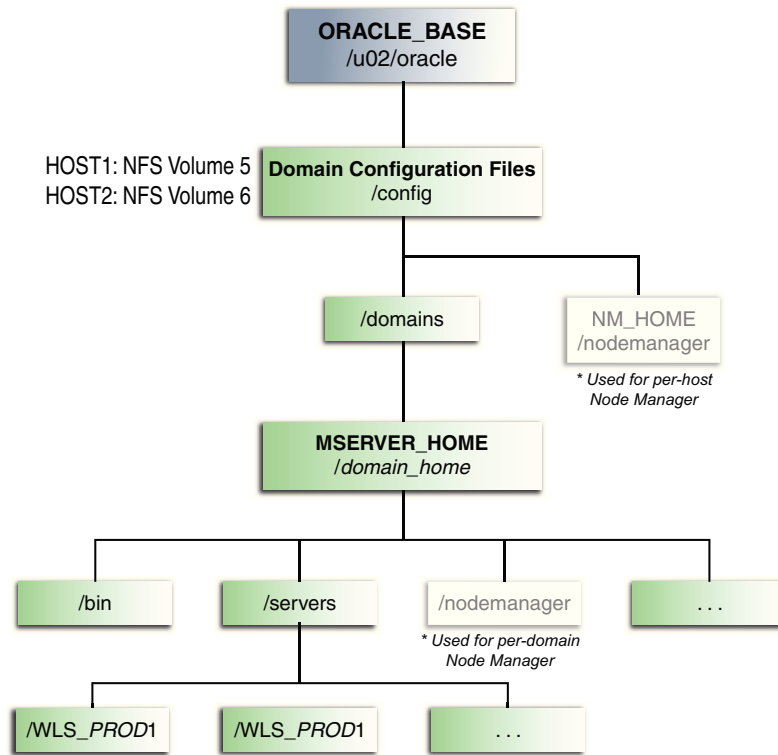 ORACLE_BASE
/u02/oracle
HOST1: NFS Volume 5
HOST2: NFS Volume 6
Domain Configuration Files
/config
/domains
NM_HOME
/nodemanager
* Used for per-host
Node Manager
MSERVER_HOME
/domain_home
/bin
/servers
/nodemanager
. . .
* Used for per-domain
Node Manager
/WLS_PROD1
/WLS_PROD1
. . .